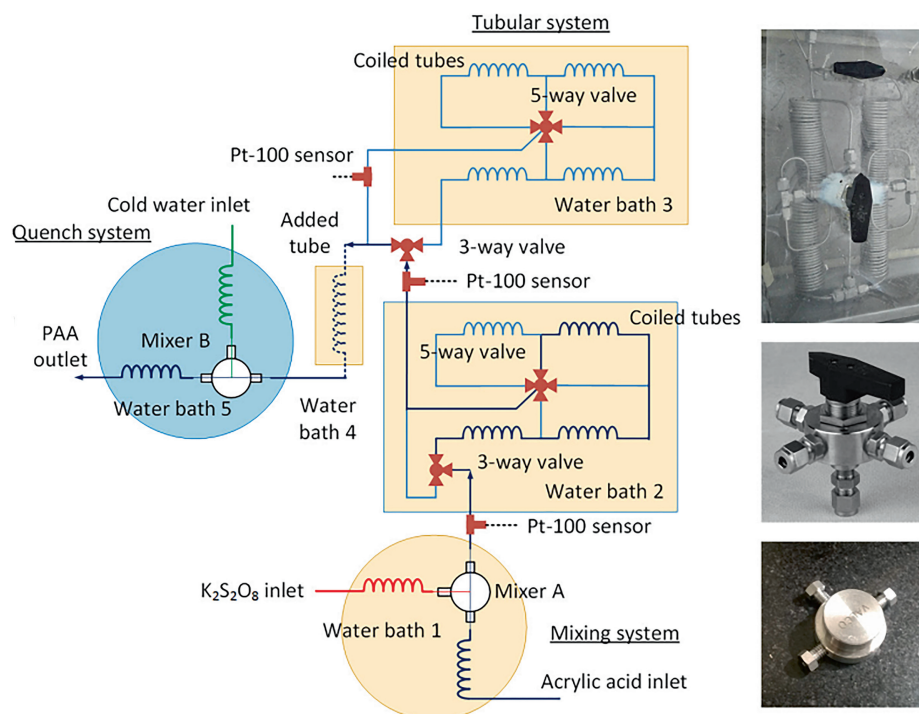 Tubular system
Coiled tubes
5-way valve
Pt-100 sensor
Water bath 3
Cold water inlet
Added
tube
Quench system
3-way valve
Pt-100 sensor
PAA
outlet
Mixer B
Coiled tubes
5-way valve
Water bath 5
Water
bath 4
3-way valve
Water bath 2
Pt-100 sensor
K₂S₂O₈ inlet
Mixer A
Water bath 1
Mixing system
Acrylic acid inlet